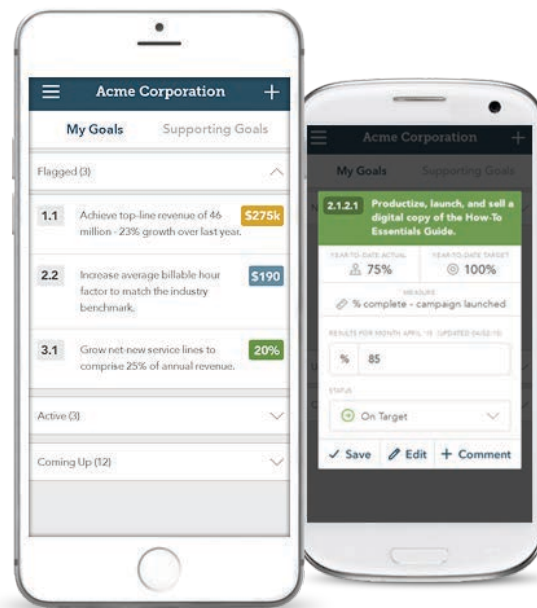 Acme Corporation
My Goals Supporting Goals
Flagged (3)
1.1 Achieve top-line revenue of 46 $275k
million - 23% growth over last year.
2.2 Increase average billable hour $190
factor to match the industry
benchmark.
3.1 Grow net-new service lines to 20%
comprise 25% of annual revenue.
Active (3)
Coming Up (12)
Acme Corporation
My Goals Supporting Goals
2.1.2.1 Productize, launch, and sell a
digital copy of the How-To
Essentials Guide.
YEAR-TO-DATE ACTUAL YEAR-TO-DATE TARGET
75% 100%
MEASURE
% complete - campaign launched
RESULTS FOR MONTH APRIL '15
% 85
STATUS
On Target
Save Edit + Comment